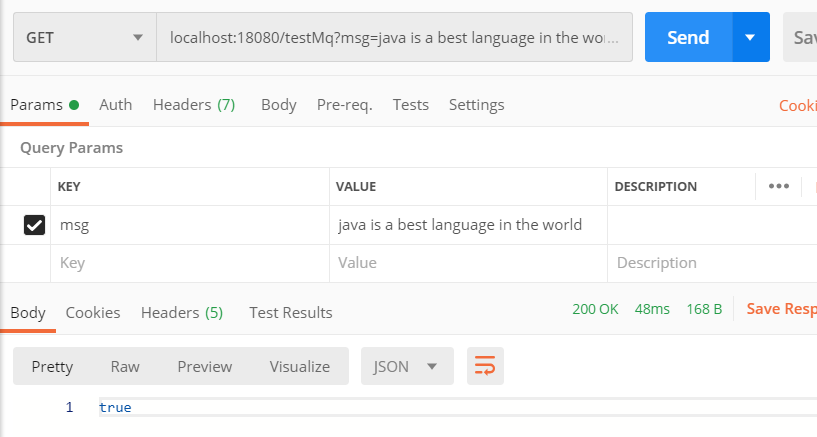 GET localhost:18080/testMq?msg=java is a best language in the wo... Send Sav
Params Auth Headers (7) Body Pre-req. Tests Settings Cooki
Query Params
KEY VALUE DESCRIPTION •••
msg java is a best language in the world
Key Value Description
Body Cookies Headers (5) Test Results 200 OK 48ms 168 B Save Resp
Pretty Raw Preview Visualize JSON
1 true